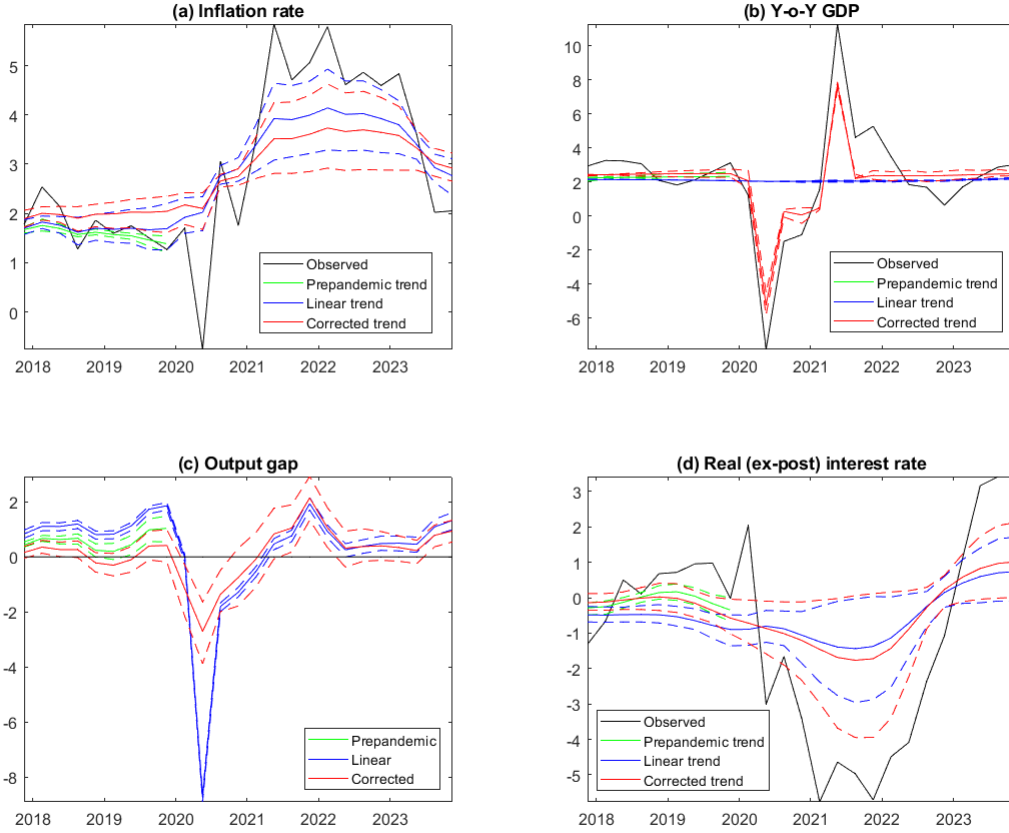 (a) Inflation rate
5
4
3
2
1
0
2018 2019 2020 2021 2022 2023
Observed
Prepandemic trend
Linear trend
Corrected trend
(b) Y-o-Y GDP
10
8
6
4
2
0
-2
-4
-6
2018 2019 2020 2021 2022 2023
Observed
Prepandemic trend
Linear trend
Corrected trend
(c) Output gap
2
0
-2
-4
-6
-8
2018 2019 2020 2021 2022 2023
Prepandemic
Linear
Corrected
(d) Real (ex-post) interest rate
3
2
1
0
-1
-2
-3
-4
-5
2018 2019 2020 2021 2022 2023
Observed
Prepandemic trend
Linear trend
Corrected trend